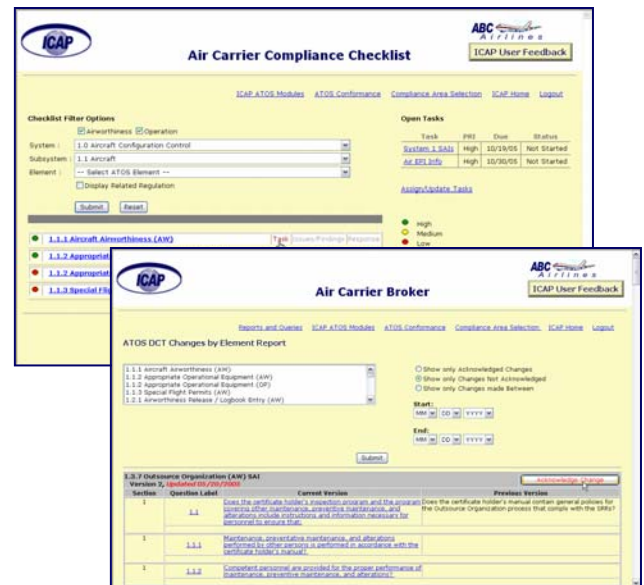 ICAP
ABC
Airlines
Air Carrier Compliance Checklist
ICAP User Feedback
ICAP ATOS Modules ATOS Conformance Compliance Area Selection ICAP Home Logout
Checklist Filter Options
Airworthiness Operation
System : 1.0 Aircraft Configuration Control
Subsystem : 1.1 Aircraft
Element : -- Select ATOS Element --
Display Related Regulation
Submit Reset
Open Tasks
Task PRI Due Status
System 1 SAIs High 10/19/05 Not Started
Air EPI Info High 10/30/05 Not Started
Assign/Update Tasks
High
Medium
Low
1.1.1 Aircraft Airworthiness (AW) Task Issues/Findings Response
1.1.2 Appropriat
1.1.2 Appropriat
1.1.3 Special Fli
ICAP
ABC
Airlines
Air Carrier Broker
ICAP User Feedback
Reports and Queries ICAP ATOS Modules ATOS Conformance Compliance Area Selection ICAP Home Logout
ATOS DCT Changes by Element Report
1.1.1 Aircraft Airworthiness (AW)
1.1.2 Appropriate Operational Equipment (AW)
1.1.2 Appropriate Operational Equipment (OP)
1.1.3 Special Flight Permits (AW)
1.2.1 Airworthiness Release / Logbook Entry (AW)
Show only Acknowledged Changes
Show only Changes Not Acknowledged
Show only Changes made Between
Start:
MM DD YYYY
End:
MM DD YYYY
Submit
1.3.7 Outsource Organization (AW) SAI
Version 2, Updated
Acknowledge Change
Section Question Label Current Version Previous Version
1 1.1 Does the certificate holder's inspection program and the program covering other maintenance, preventive maintenance, and alterations include instructions and information necessary for personnel to ensure that:
Does the certificate holder's manual contain general policies for the Outsource Organization process that comply with the SRRs?
1 1.1.1 Maintenance, preventative maintenance, and alterations performed by other persons is performed in accordance with the certificate holder's manual?
1 1.1.2 Competent personnel are provided for the proper performance of maintenance, preventive maintenance, and alterations?